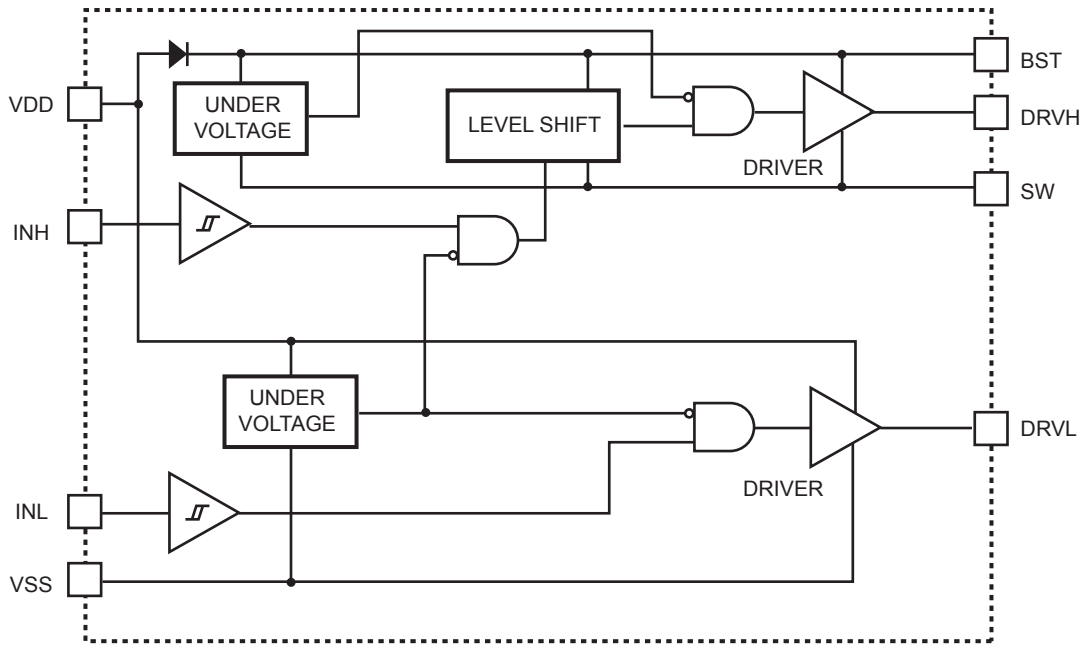 BST
VDD
UNDER
VOLTAGE
LEVEL SHIFT
DRVH
DRIVER
SW
INH
UNDER
VOLTAGE
DRVL
DRIVER
INL
VSS